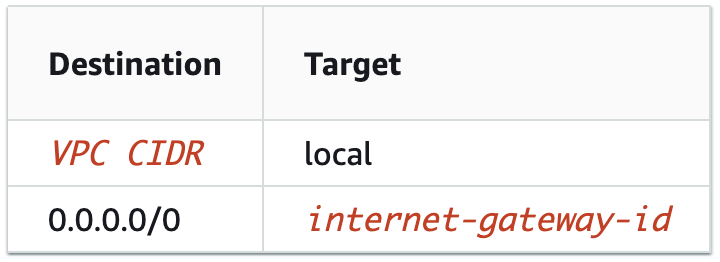 Destination Target
VPC CIDR local
0.0.0.0/0 internet-gateway-id